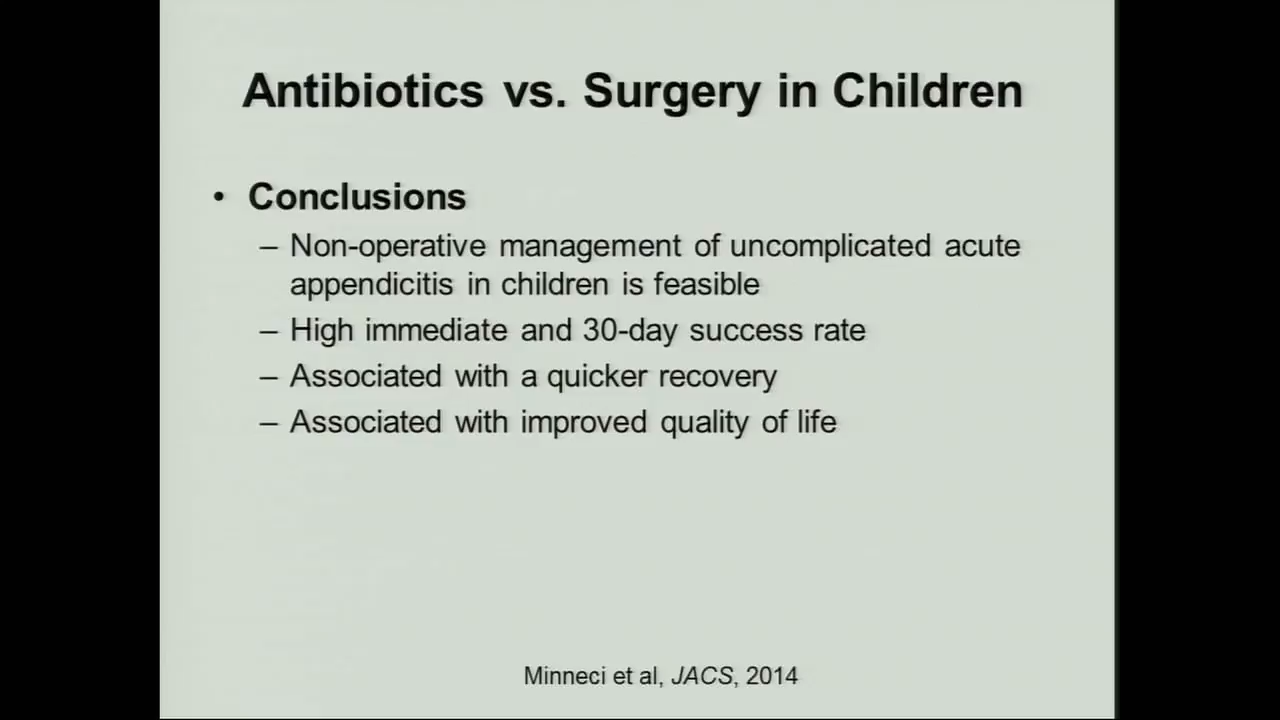 Antibiotics vs. Surgery in Children
• Conclusions
– Non-operative management of uncomplicated acute
appendicitis in children is feasible
– High immediate and 30-day success rate
– Associated with a quicker recovery
– Associated with improved quality of life
Minneci et al, JACS, 2014